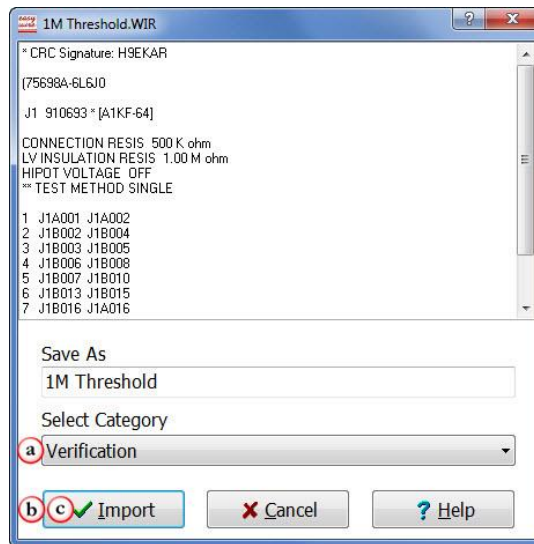 easy wire 1M Threshold.WIR ? X
* CRC Signature: H9EKAR
(75698A-6L6J0
J1 910693 * [A1KF-64]
CONNECTION RESIS 500 K ohm
LV INSULATION RESIS 1.00 M ohm
HIPOT VOLTAGE OFF
** TEST METHOD SINGLE
1 J1A001 J1A002
2 J1B002 J1B004
3 J1B003 J1B005
4 J1B006 J1B008
5 J1B007 J1B010
6 J1B013 J1B015
7 J1B016 J1A016
Save As
1M Threshold
Select Category
a Verification
b c Import Cancel ? Help